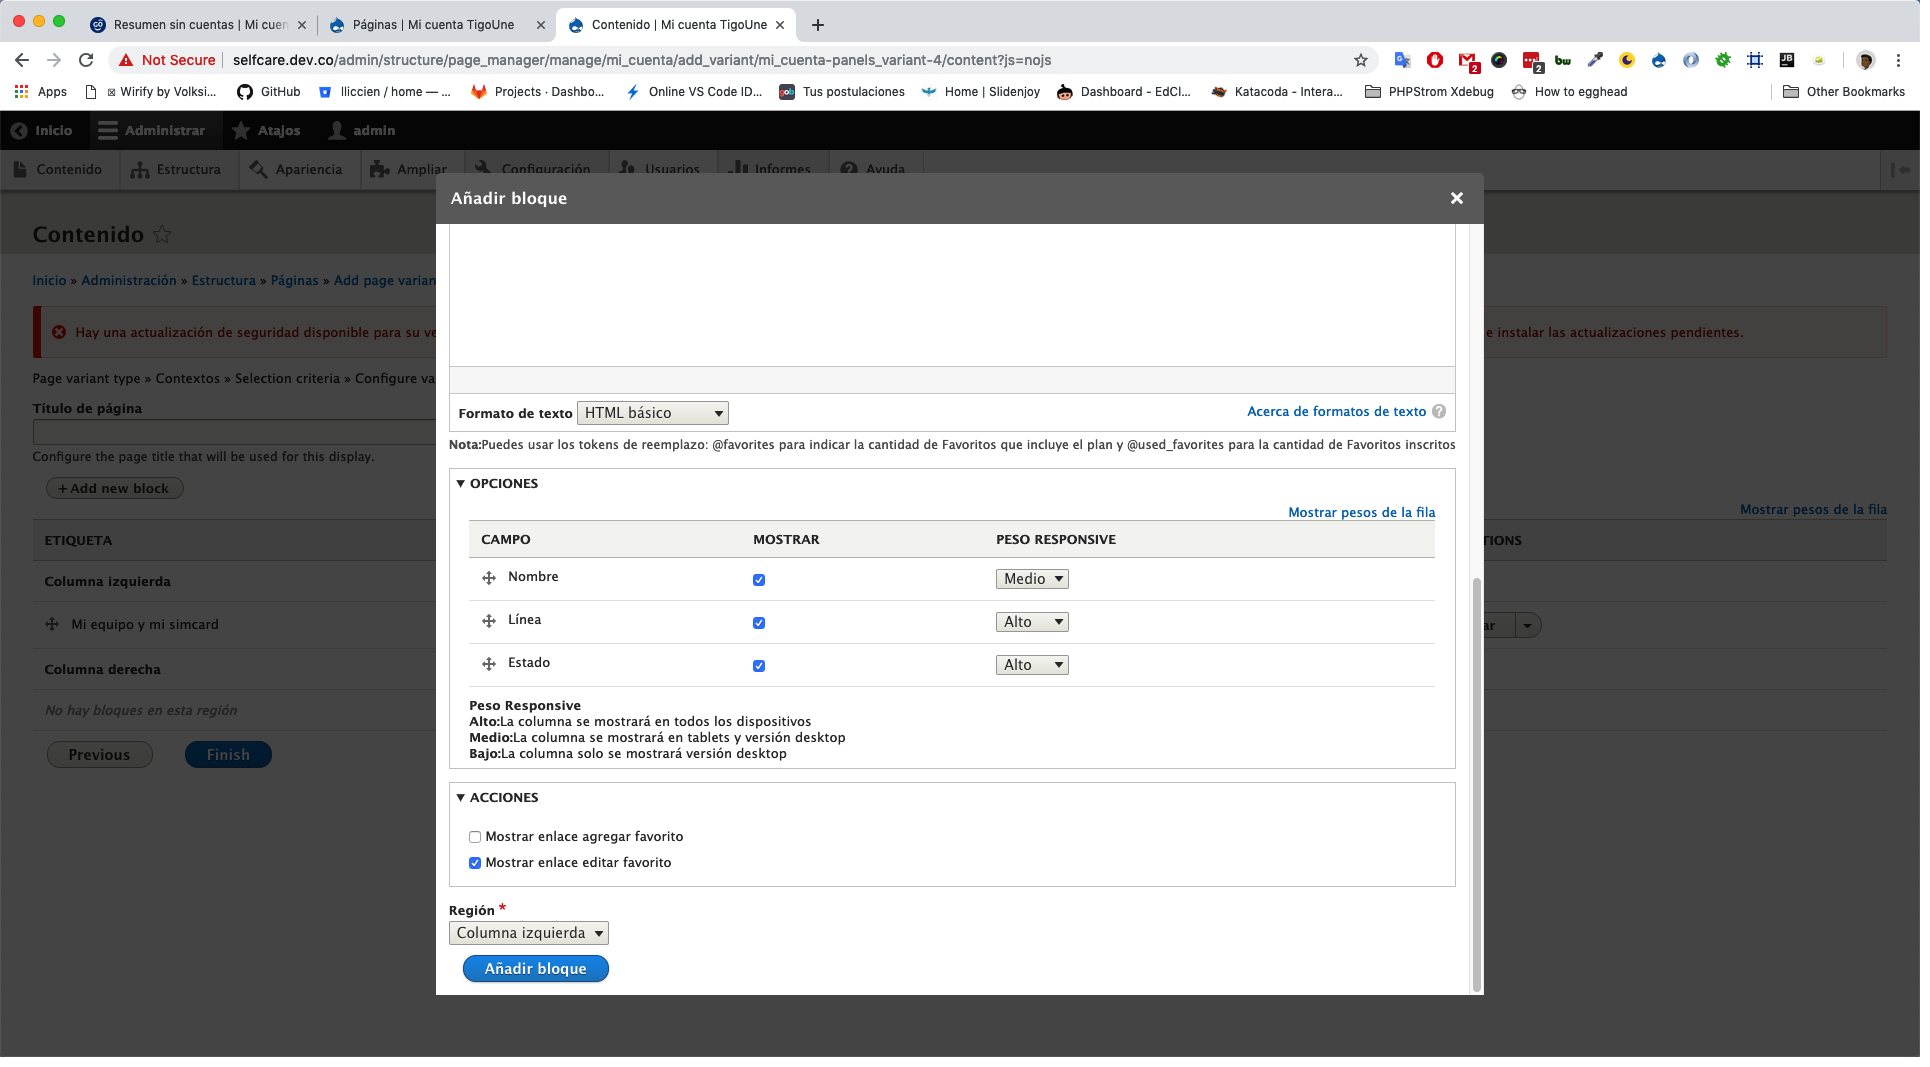 Resumen sin cuentas | Mi cuen
Páginas | Mi cuenta TigoUne
Contenido | Mi cuenta TigoUne
Not Secure
selfcare.dev.co/admin/structure/page_manager/manage/mi_cuenta/add_variant/mi_cuenta-panels_variant-4/content?js=nojs
Apps
Wirify by Volksi...
GitHub
lliccien / home — ...
Projects · Dashbo...
Online VS Code ID...
Tus postulaciones
Home | Slidenjoy
Dashboard - EdCl...
Katacoda - Intera...
PHPStrom Xdebug
How to egghead
Other Bookmarks
Inicio
Administrar
Atajos
admin
Contenido
Estructura
Apariencia
Ampliar
Configuración
Usuarios
Informes
Ayuda
Añadir bloque
Contenido
Inicio » Administración » Estructura » Páginas » Add page varian
Hay una actualización de seguridad disponible para su ve
e instalar las actualizaciones pendientes.
Page variant type » Contextos » Selection criteria » Configure va
Título de página
Configure the page title that will be used for this display.
+ Add new block
Mostrar pesos de la fila
ETIQUETA
TIONS
Columna izquierda
Mi equipo y mi simcard
ar
Columna derecha
No hay bloques en esta región
Previous
Finish
Formato de texto
HTML básico
Acerca de formatos de texto ?
Nota:Puedes usar los tokens de reemplazo: @favorites para indicar la cantidad de Favoritos que incluye el plan y @used_favorites para la cantidad de Favoritos inscritos
OPCIONES
Mostrar pesos de la fila
CAMPO MOSTRAR PESO RESPONSIVE
Nombre Medio
Línea Alto
Estado Alto
Peso Responsive
Alto:La columna se mostrará en todos los dispositivos
Medio:La columna se mostrará en tablets y versión desktop
Bajo:La columna solo se mostrará versión desktop
ACCIONES
Mostrar enlace agregar favorito
Mostrar enlace editar favorito
Región *
Columna izquierda
Añadir bloque